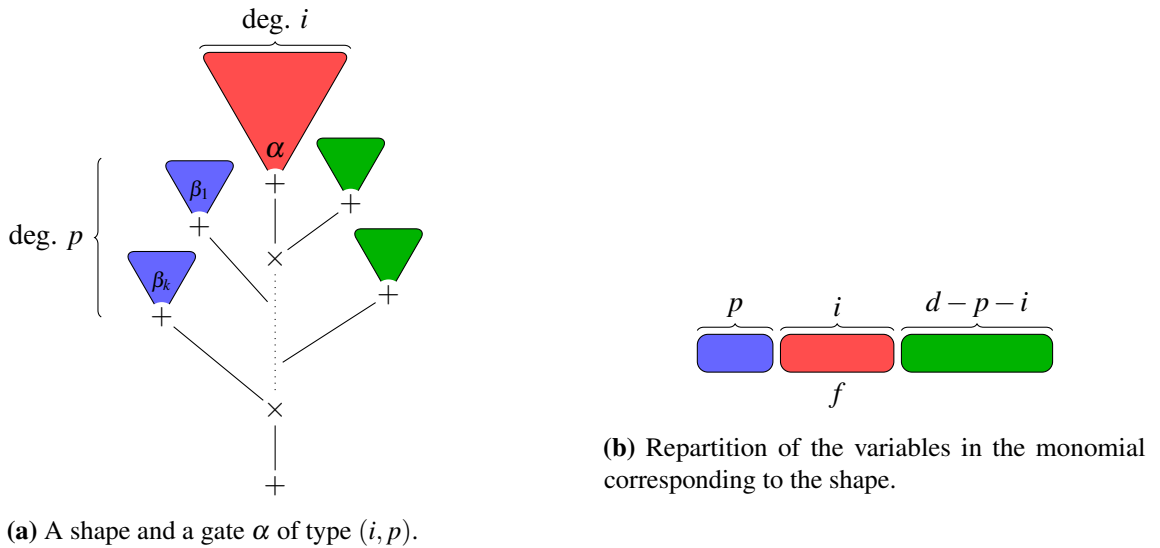 deg. i
α
β₁
+
+
+
deg. p
×
βₖ
+
+
×
+
(a) A shape and a gate α of type (i, p).
p i d − p − i
f
(b) Repartition of the variables in the monomial
corresponding to the shape.